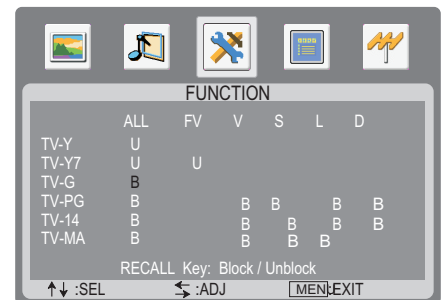 FUNCTION
ALL FV V S L D
TV-Y U
TV-Y7 U U
TV-G B
TV-PG B B B B B
TV-14 B B B B B
TV-MA B B B B
RECALL Key: Block / Unblock
↑↓ :SEL ⇆ :ADJ MEN:EXIT